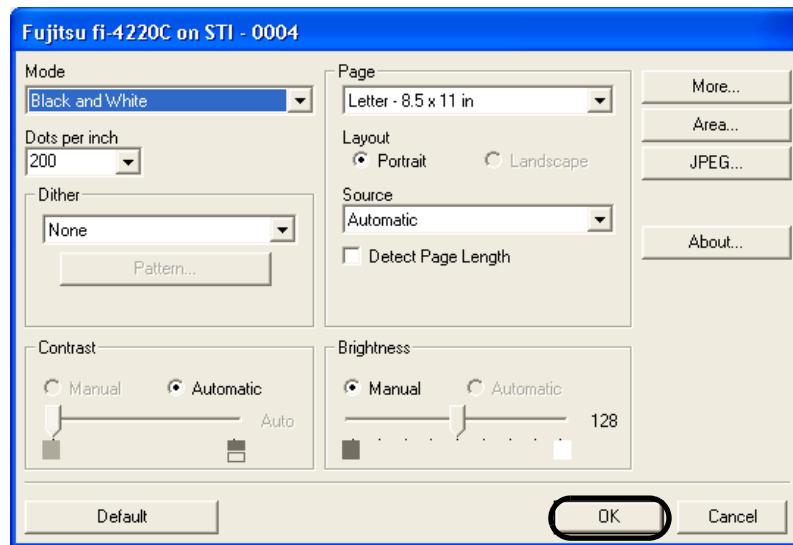 Fujitsu fi-4220C on STI - 0004
Mode
Black and White
Dots per inch
200
Dither
None
Pattern...
Page
Letter - 8.5 x 11 in
Layout
Portrait Landscape
Source
Automatic
Detect Page Length
More...
Area...
JPEG...
About...
Contrast
Manual Automatic
Auto
Brightness
Manual Automatic
128
Default OK Cancel